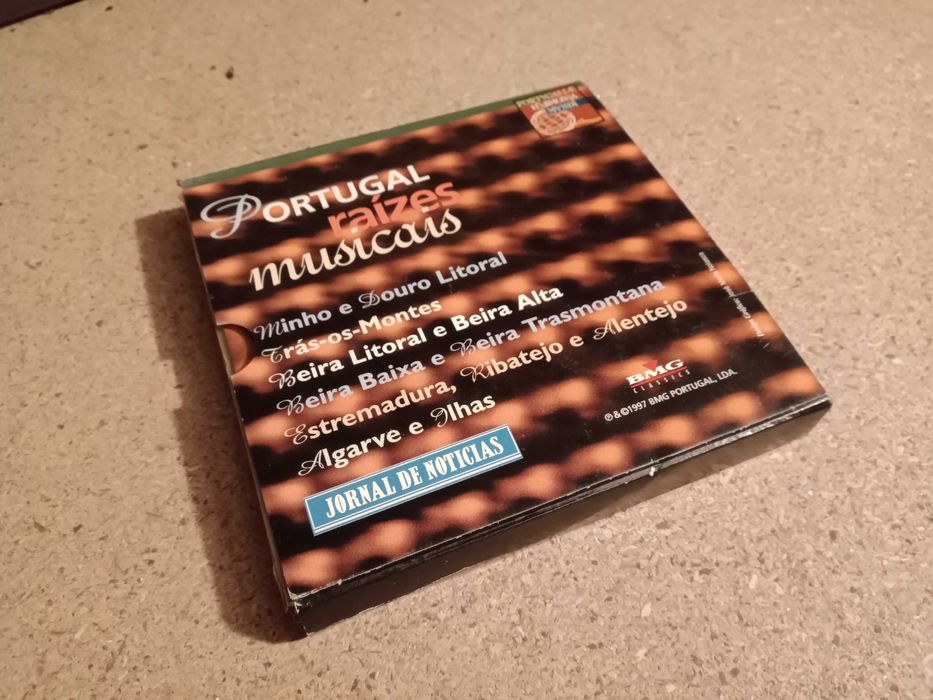 PORTUGAL
raízes
musicais
Minho e Douro Litoral
Trás-os-Montes
Beira Litoral e Beira Alta
Beira Baixa e Beira Trasmontana
Estremadura, Ribatejo e Alentejo
Algarve e Ilhas
JORNAL DE NOTICIAS
BMG
CLASSICS
℗ & © 1997 BMG PORTUGAL, LDA.